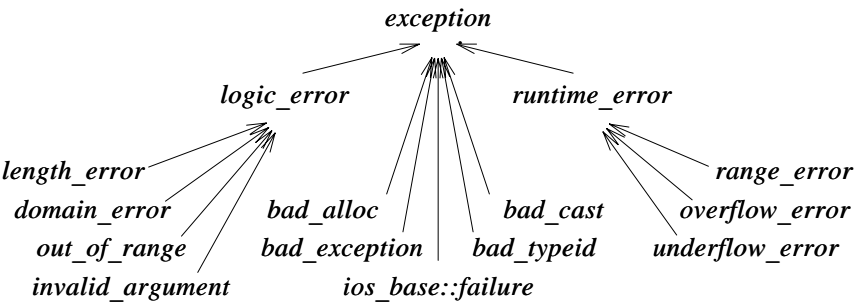 exception
logic_error runtime_error
length_error range_error
domain_error bad_alloc bad_cast overflow_error
out_of_range bad_exception bad_typeid underflow_error
invalid_argument ios_base::failure